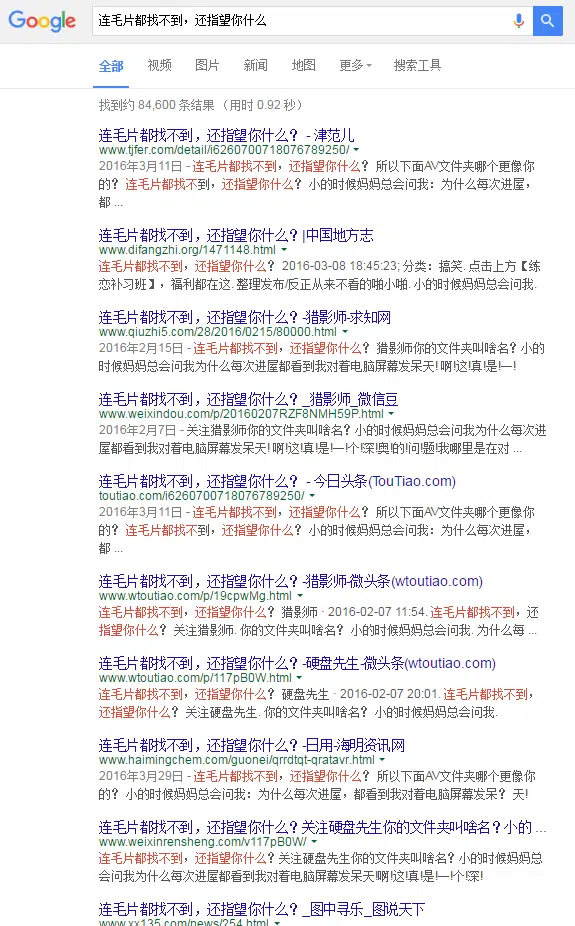 Google 连毛片都找不到，还指望你什么
全部 视频 图片 新闻 地图 更多 搜索工具
找到约 84,600 条结果 （用时 0.92 秒）
连毛片都找不到，还指望你什么？ - 津范儿
www.tjfer.com/detail/i6260700718076789250/
2016年3月11日 - 连毛片都找不到，还指望你什么？ 所以下面AV文件夹哪个更像你
的？ 连毛片都找不到，还指望你什么？ 小的时候妈妈总会问我：为什么每次进屋，
都 ...
连毛片都找不到，还指望你什么？|中国地方志
www.difangzhi.org/1471148.html
连毛片都找不到，还指望你什么？ 2016-03-08 18:45:23; 分类：搞笑. 点击上方【练
恋补习班】，福利都在这. 整理发布/反正从来不看的啪小啪. 小的时候妈妈总会问我.
连毛片都找不到，还指望你什么？-猎影师-求知网
www.qiuzhi5.com/28/2016/0215/80000.html
2016年2月15日 - 连毛片都找不到，还指望你什么？ 猎影师你的文件夹叫啥名？小的
时候妈妈总会问我为什么每次进屋都看到我对着电脑屏幕发呆天! 啊!这!真!是!一!
连毛片都找不到，还指望你什么？_猎影师_微信豆
www.weixindou.com/p/20160207RZF8NMH59P.html
2016年2月7日 - 关注猎影师你的文件夹叫啥名？小的时候妈妈总会问我为什么每次进
屋都看到我对着电脑屏幕发呆天! 啊!这!真!是!一!个!深!奥!的!问!题!我哪里是在对 ...
连毛片都找不到，还指望你什么？ - 今日头条(TouTiao.com)
toutiao.com/i6260700718076789250/
2016年3月11日 - 连毛片都找不到，还指望你什么？ 所以下面AV文件夹哪个更像你
的？ 连毛片都找不到，还指望你什么？ 小的时候妈妈总会问我：为什么每次进屋，
都 ...
连毛片都找不到，还指望你什么？-猎影师-微头条(wtoutiao.com)
www.wtoutiao.com/p/19cpwMg.html
连毛片都找不到，还指望你什么？ 猎影师 · 2016-02-07 11:54. 连毛片都找不到，还
指望你什么？ 关注猎影师. 你的文件夹叫啥名？ 小的时候妈妈总会问我. 为什么每 ...
连毛片都找不到，还指望你什么？-硬盘先生-微头条(wtoutiao.com)
www.wtoutiao.com/p/117pB0W.html
连毛片都找不到，还指望你什么？ 硬盘先生 · 2016-02-07 20:01. 连毛片都找不到，
还指望你什么？ 关注硬盘先生. 你的文件夹叫啥名？ 小的时候妈妈总会问我.
连毛片都找不到，还指望你什么？-日用-海明资讯网
www.haimingchem.com/guonei/qrrdtqt-qratavr.html
2016年3月29日 - 连毛片都找不到，还指望你什么？ 所以下面AV文件夹哪个更像你
的？ 小的时候妈妈总会问我：为什么每次进屋，都看到我对着电脑屏幕发呆？ 天!
连毛片都找不到，还指望你什么？关注硬盘先生你的文件夹叫啥名？小的 ...
www.weixinrensheng.com/v117pB0W/
连毛片都找不到，还指望你什么？关注硬盘先生你的文件夹叫啥名？小的时候妈妈总
会问我为什么每次进屋都看到我对着电脑屏幕发呆天!啊!这!真!是!一!个!深!
连毛片都找不到，还指望你什么？_图中寻乐_图说天下
www.xx135.com/news/254.html